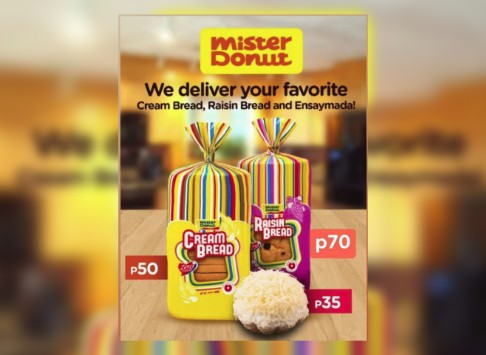 mister
Donut
We deliver your favorite
Cream Bread, Raisin Bread and Ensaymada!
CREAM
BREAD
RAISIN
BREAD
P50
P70
P35